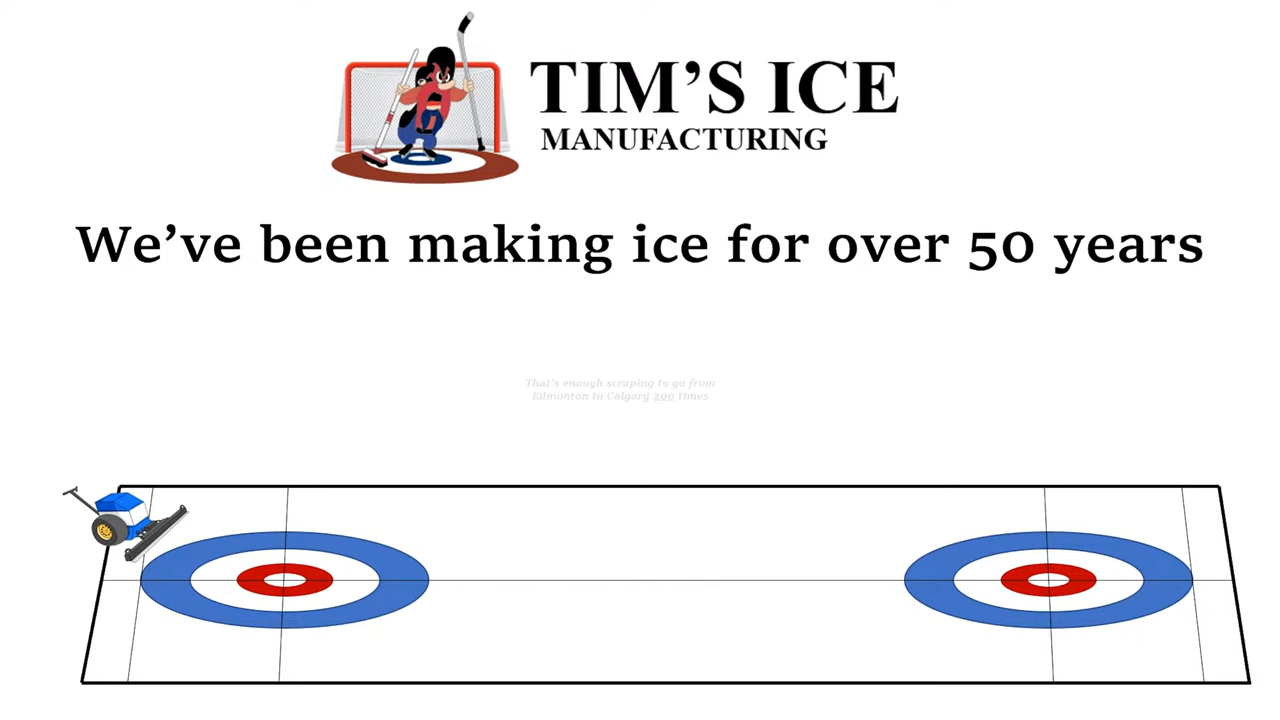 TIM’S ICE
MANUFACTURING
We’ve been making ice for over 50 years
That’s enough scraping to go from
Edmonton to Calgary 200 times